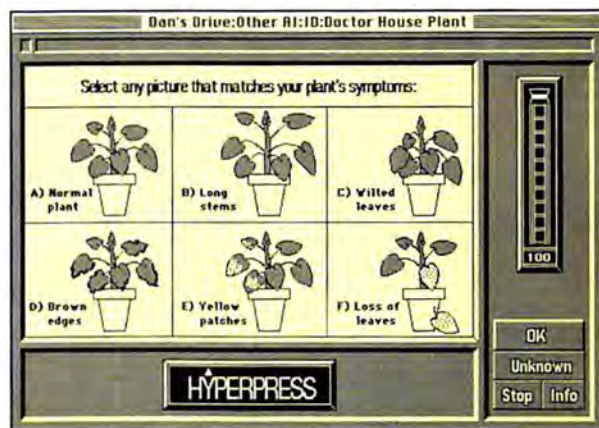 Dan's Drive:Other AI:ID:Doctor House Plant
Select any picture that matches your plant's symptoms:
A) Normal
plant
B) Long
stems
C) Wilted
leaves
D) Brown
edges
E) Yellow
patches
F) Loss of
leaves
100
HYPERPRESS
OK
Unknown
Stop
Info